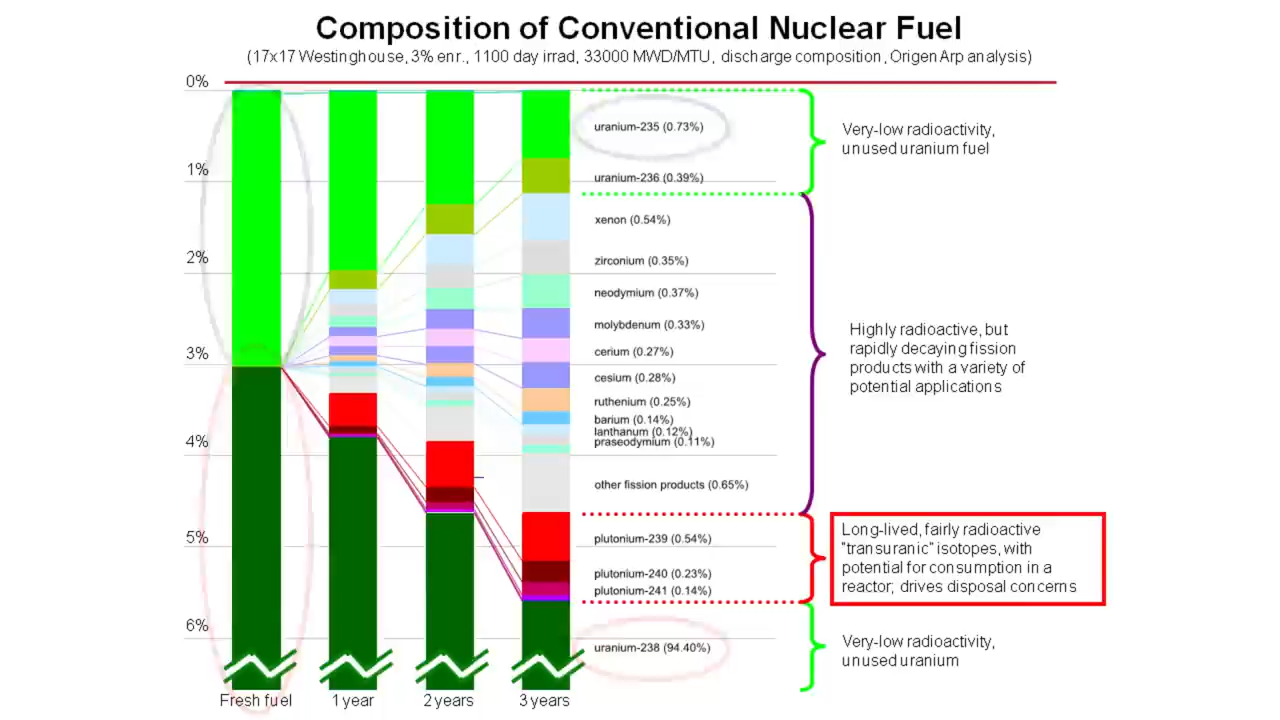 Composition of Conventional Nuclear Fuel
(17x17 Westinghouse, 3% enr., 1100 day irrad, 33000 MWD/MTU, discharge composition, Origen Arp analysis)
0%
1%
2%
3%
4%
5%
6%
Fresh fuel
1 year
2 years
3 years
uranium-235 (0.73%)
uranium-236 (0.39%)
xenon (0.54%)
zirconium (0.35%)
neodymium (0.37%)
molybdenum (0.33%)
cerium (0.27%)
cesium (0.28%)
ruthenium (0.25%)
barium (0.14%)
lanthanum (0.12%)
praseodymium (0.11%)
other fission products (0.65%)
plutonium-239 (0.54%)
plutonium-240 (0.23%)
plutonium-241 (0.14%)
uranium-238 (94.40%)
Very-low radioactivity,
unused uranium fuel
Highly radioactive, but
rapidly decaying fission
products with a variety of
potential applications
Long-lived, fairly radioactive
"transuranic" isotopes, with
potential for consumption in a
reactor; drives disposal concerns
Very-low radioactivity,
unused uranium